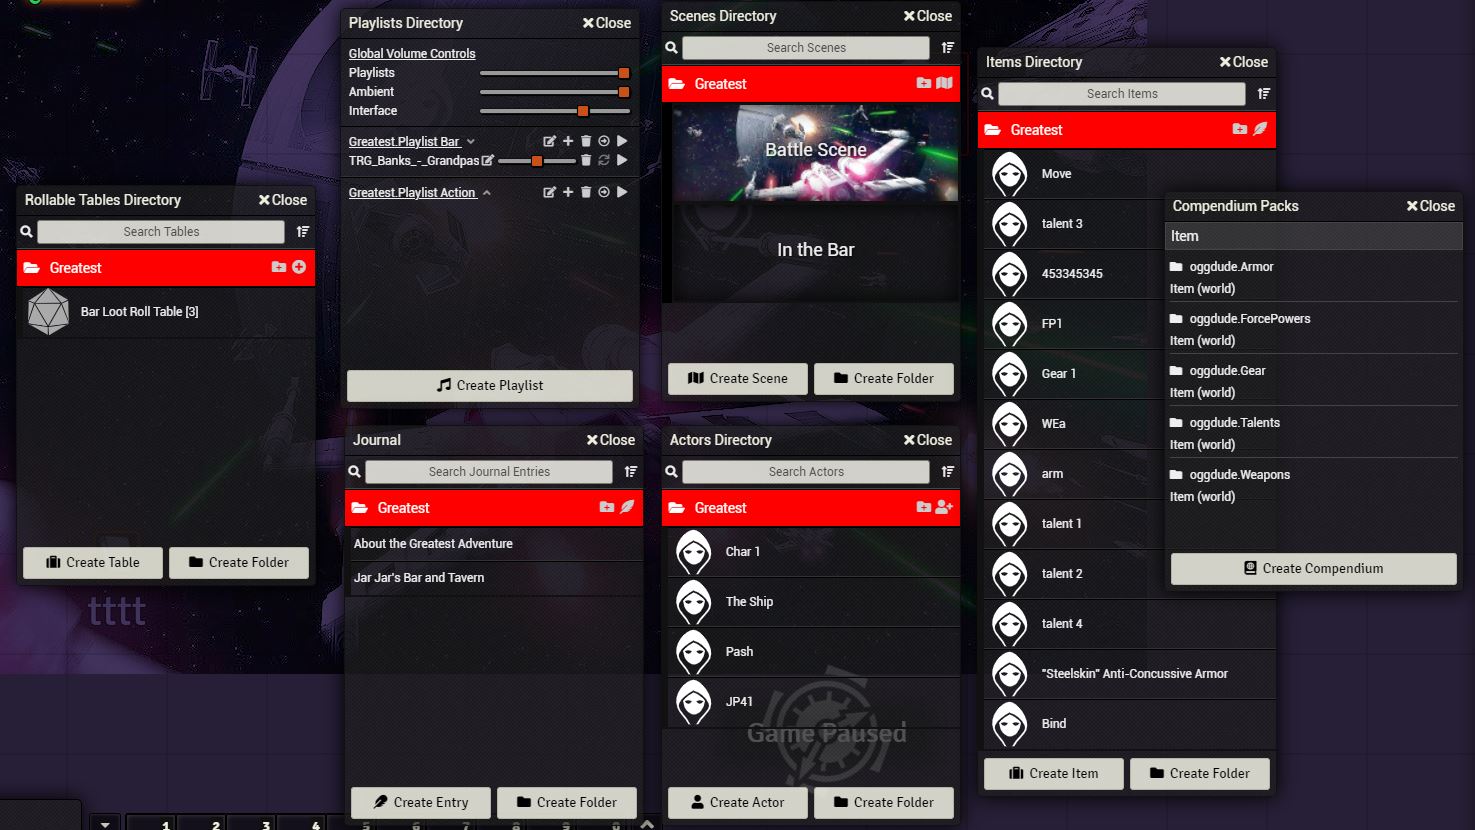 Playlists Directory
Close
Global Volume Controls
Playlists
Ambient
Interface
Greatest.Playlist Bar
TRG_Banks_-_Grandpas
Greatest.Playlist Action
Create Playlist
Scenes Directory
Close
Search Scenes
Greatest
Battle Scene
In the Bar
Create Scene
Create Folder
Items Directory
Close
Search Items
Greatest
Move
talent 3
453345345
FP1
Gear 1
WEa
arm
talent 1
talent 2
talent 4
"Steelskin" Anti-Concussive Armor
Bind
Create Item
Create Folder
Compendium Packs
Close
Item
oggdude.Armor
Item (world)
oggdude.ForcePowers
Item (world)
oggdude.Gear
Item (world)
oggdude.Talents
Item (world)
oggdude.Weapons
Item (world)
Create Compendium
Rollable Tables Directory
Close
Search Tables
Greatest
Bar Loot Roll Table [3]
Create Table
Create Folder
tttt
Journal
Close
Search Journal Entries
Greatest
About the Greatest Adventure
Jar Jar's Bar and Tavern
Create Entry
Create Folder
Actors Directory
Close
Search Actors
Greatest
Char 1
The Ship
Pash
JP41
Game Paused
Create Actor
Create Folder
1 2 3 4 5 6 7 8 9 0